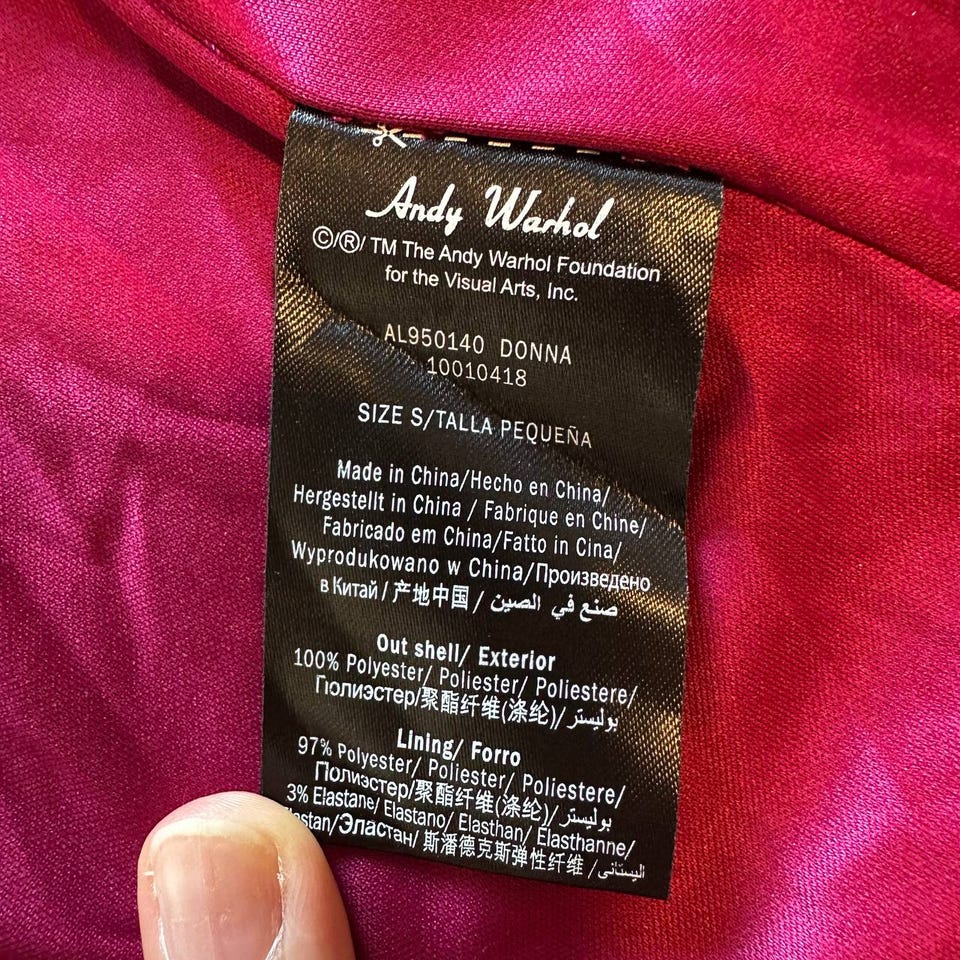 Andy Warhol
©/®/ TM The Andy Warhol Foundation
for the Visual Arts, Inc.
AL950140 DONNA
10010418
SIZE S/TALLA PEQUEÑA
Made in China/Hecho en China/
Hergestellt in China / Fabrique en Chine/
Fabricado em China/Fatto in Cina/
Wyprodukowano w China/Произведено
в Китай / 产地中国 / صنع في الصين
Out shell/ Exterior
100% Polyester/ Poliester/ Poliestere/
Полиэстер/聚酯纤维(涤纶)/ بوليستر
Lining/ Forro
97% Polyester/ Poliester/ Poliestere/
Полиэстер/聚酯纤维(涤纶)/ بوليستر
3% Elastane/ Elastano/ Elasthan/ Elasthanne/
/Эластан/ 斯潘德克斯弹性纤维 /